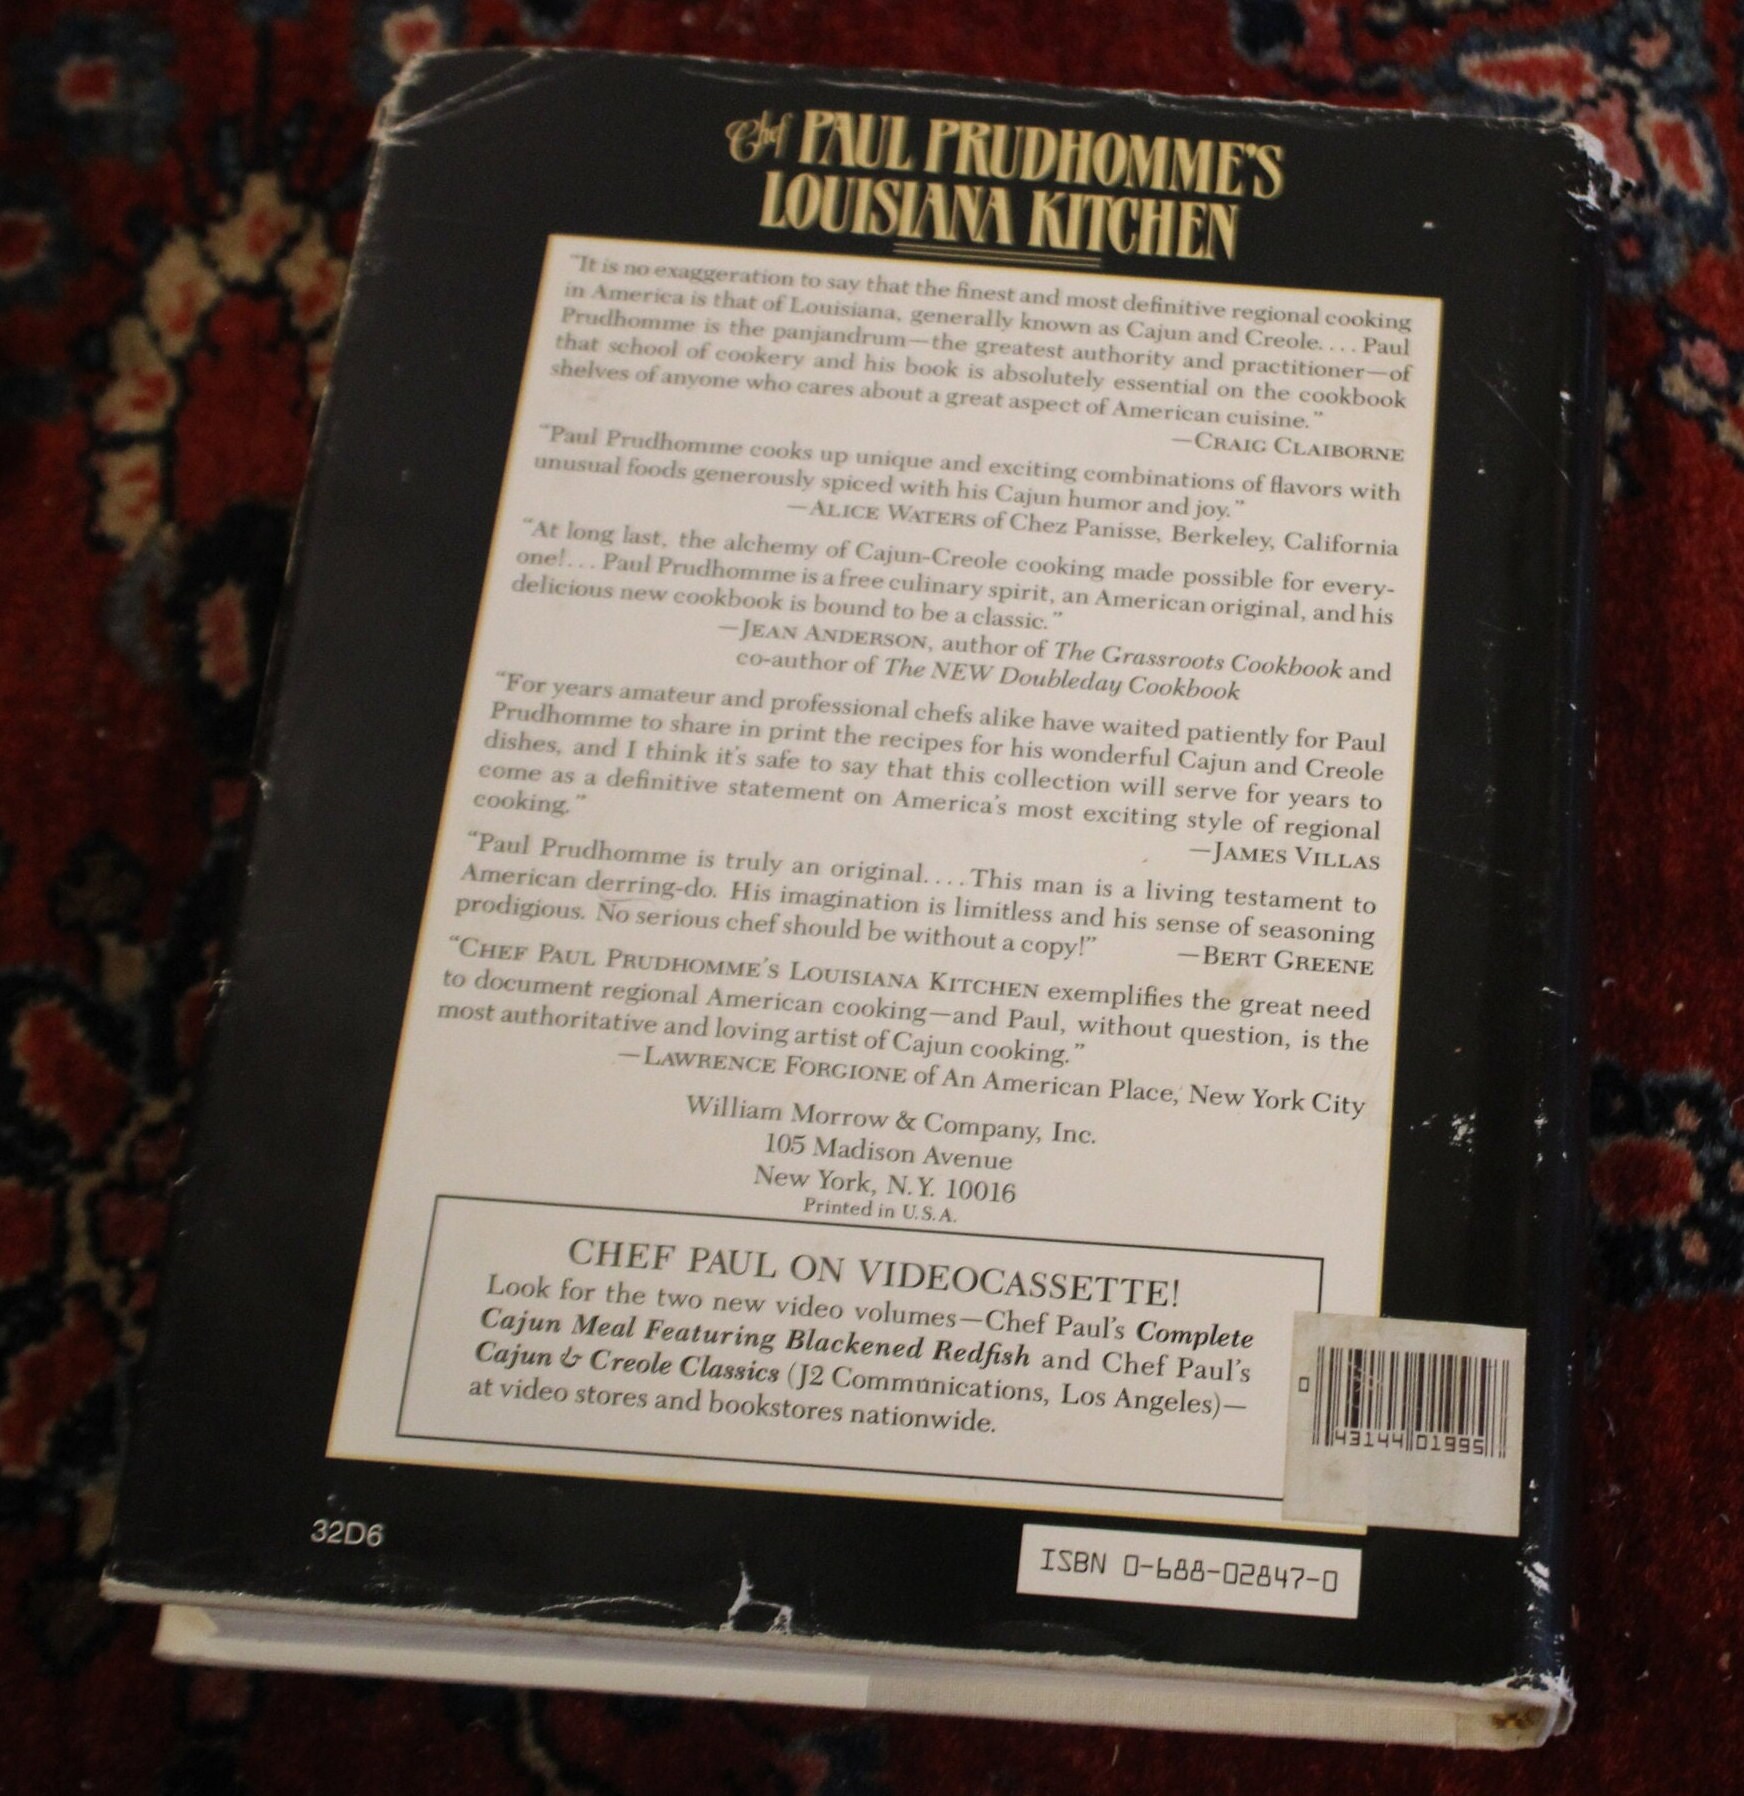 Chef PAUL PRUDHOMME'S
LOUISIANA KITCHEN
"It is no exaggeration to say that the finest and most definitive regional cooking
in America is that of Louisiana, generally known as Cajun and Creole.... Paul
Prudhomme is the panjandrum—the greatest authority and practitioner—of
that school of cookery and his book is absolutely essential on the cookbook
shelves of anyone who cares about a great aspect of American cuisine."
—CRAIG CLAIBORNE
"Paul Prudhomme cooks up unique and exciting combinations of flavors with
unusual foods generously spiced with his Cajun humor and joy."
—ALICE WATERS of Chez Panisse, Berkeley, California
"At long last, the alchemy of Cajun-Creole cooking made possible for every-
one!... Paul Prudhomme is a free culinary spirit, an American original, and his
delicious new cookbook is bound to be a classic."
—JEAN ANDERSON, author of The Grassroots Cookbook and
co-author of The NEW Doubleday Cookbook
"For years amateur and professional chefs alike have waited patiently for Paul
Prudhomme to share in print the recipes for his wonderful Cajun and Creole
dishes, and I think it's safe to say that this collection will serve for years to
come as a definitive statement on America's most exciting style of regional
cooking."
—JAMES VILLAS
"Paul Prudhomme is truly an original.... This man is a living testament to
American derring-do. His imagination is limitless and his sense of seasoning
prodigious. No serious chef should be without a copy!" —BERT GREENE
"CHEF PAUL PRUDHOMME'S LOUISIANA KITCHEN exemplifies the great need
to document regional American cooking—and Paul, without question, is the
most authoritative and loving artist of Cajun cooking."
—LAWRENCE FORGIONE of An American Place, New York City
William Morrow & Company, Inc.
105 Madison Avenue
New York, N.Y. 10016
Printed in U.S.A.
CHEF PAUL ON VIDEOCASSETTE!
Look for the two new video volumes—Chef Paul's Complete
Cajun Meal Featuring Blackened Redfish and Chef Paul's
Cajun & Creole Classics (J2 Communications, Los Angeles)—
at video stores and bookstores nationwide.
0 43144 01995
32D6
ISBN 0-688-02847-0